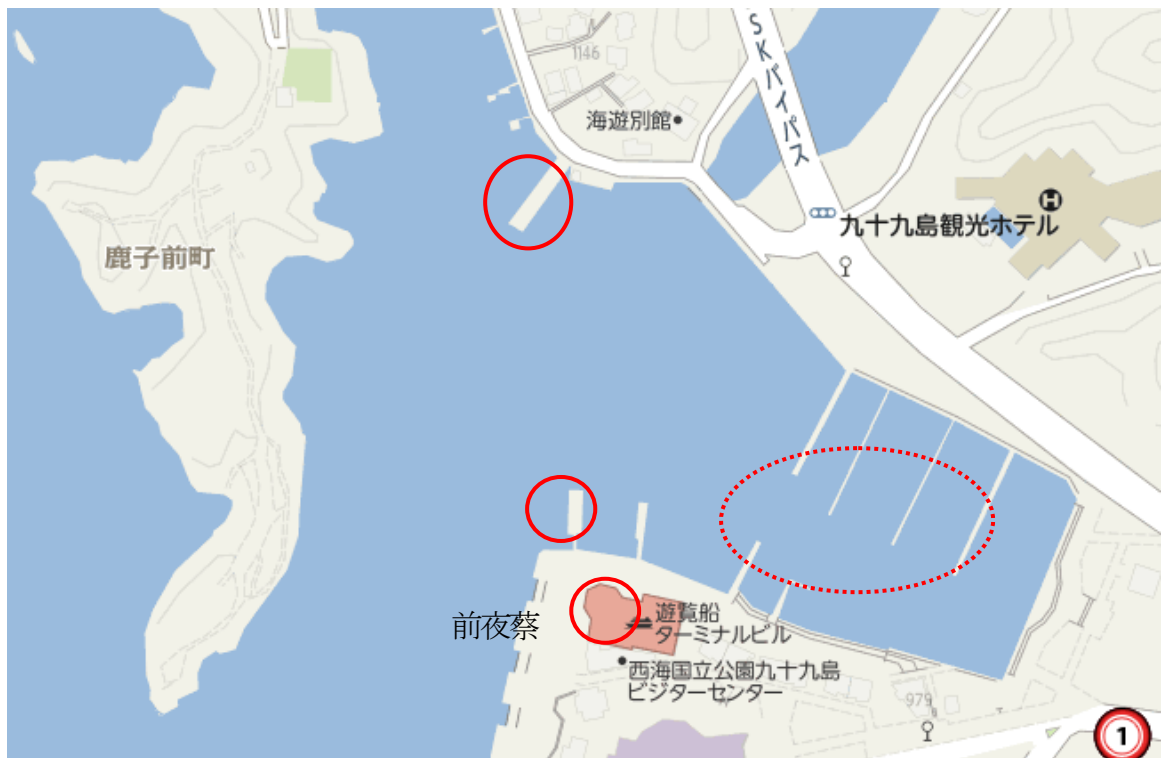 SKバイパス
1146
海遊別館
九十九島観光ホテル
H
鹿子前町
前夜蔡
遊覧船
ターミナルビル
西海国立公園九十九島
ビジターセンター
979
1